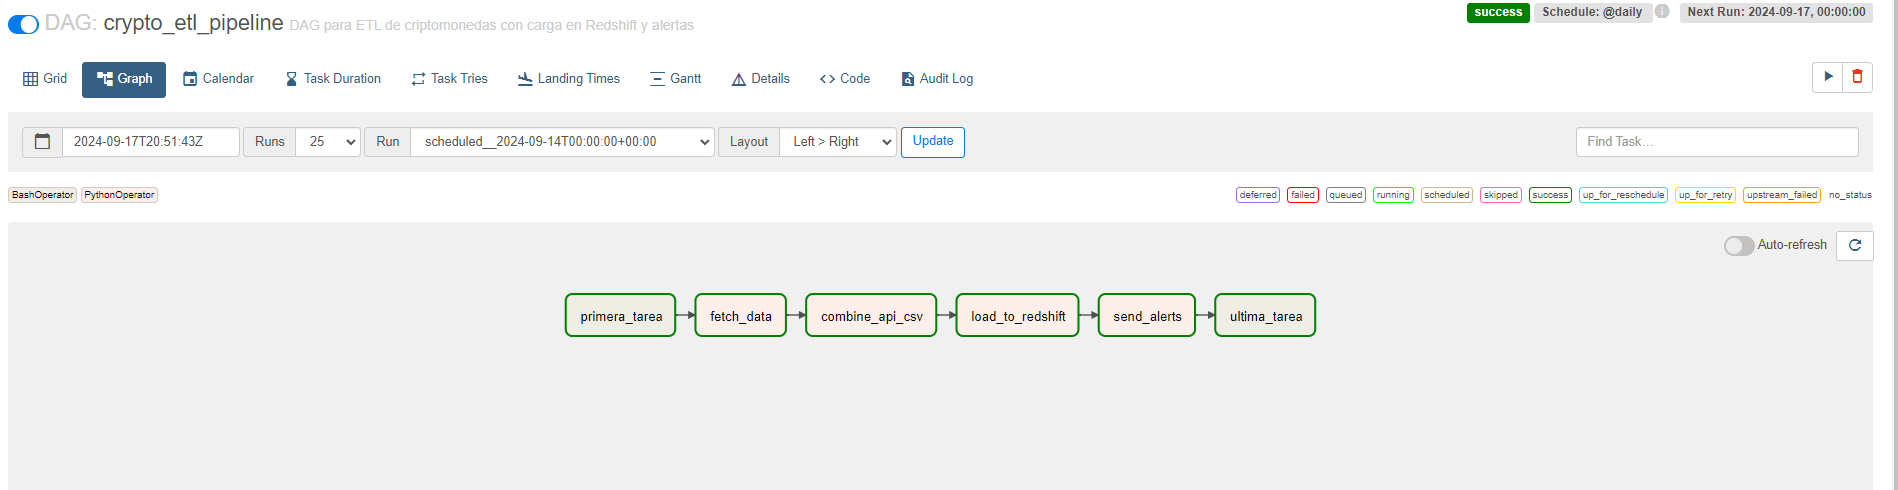 DAG: crypto_etl_pipeline DAG para ETL de criptomonedas con carga en Redshift y alertas
success Schedule: @daily Next Run: 2024-09-17, 00:00:00
Grid Graph Calendar Task Duration Task Tries Landing Times Gantt Details Code Audit Log
2024-09-17T20:51:43Z Runs 25 Run scheduled__2024-09-14T00:00:00+00:00 Layout Left > Right Update Find Task...
BashOperator PythonOperator deferred failed queued running scheduled skipped success up_for_reschedule up_for_retry upstream_failed no_status
Auto-refresh
primera_tarea fetch_data combine_api_csv load_to_redshift send_alerts ultima_tarea